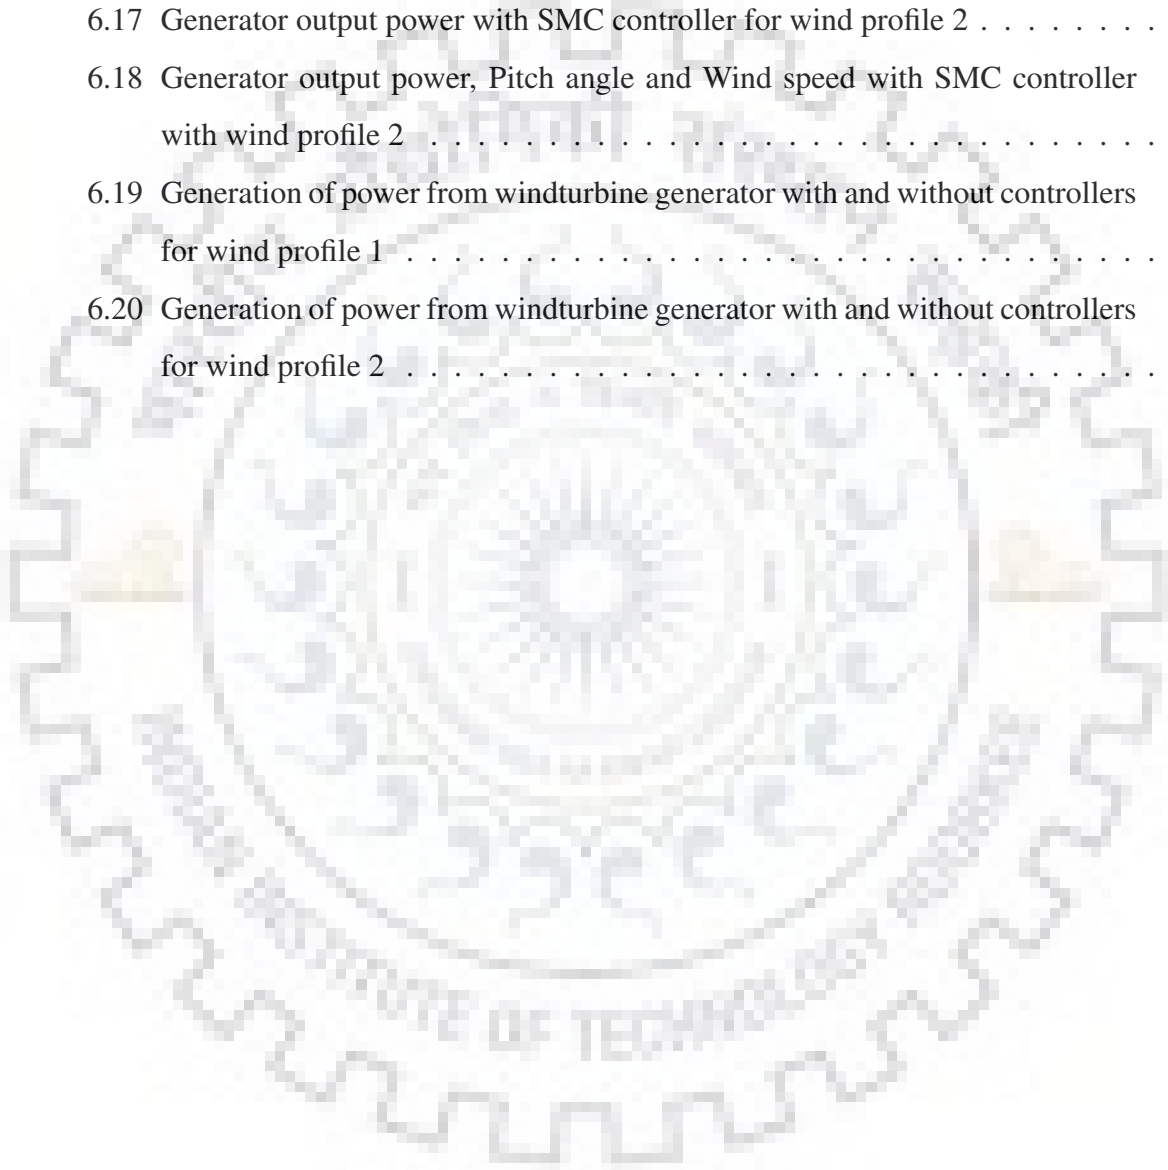 6.17 Generator output power with SMC controller for wind profile 2 . . . . . . . .
6.18 Generator output power, Pitch angle and Wind speed with SMC controller
with wind profile 2 . . . . . . . . . . . . . . . . . . . . . . . . .
6.19 Generation of power from windturbine generator with and without controllers
for wind profile 1 . . . . . . . . . . . . . . . . . . . . . . . . . .
6.20 Generation of power from windturbine generator with and without controllers
for wind profile 2 . . . . . . . . . . . . . . . . . . . . . . . . . .
OF TECHNOLOGY